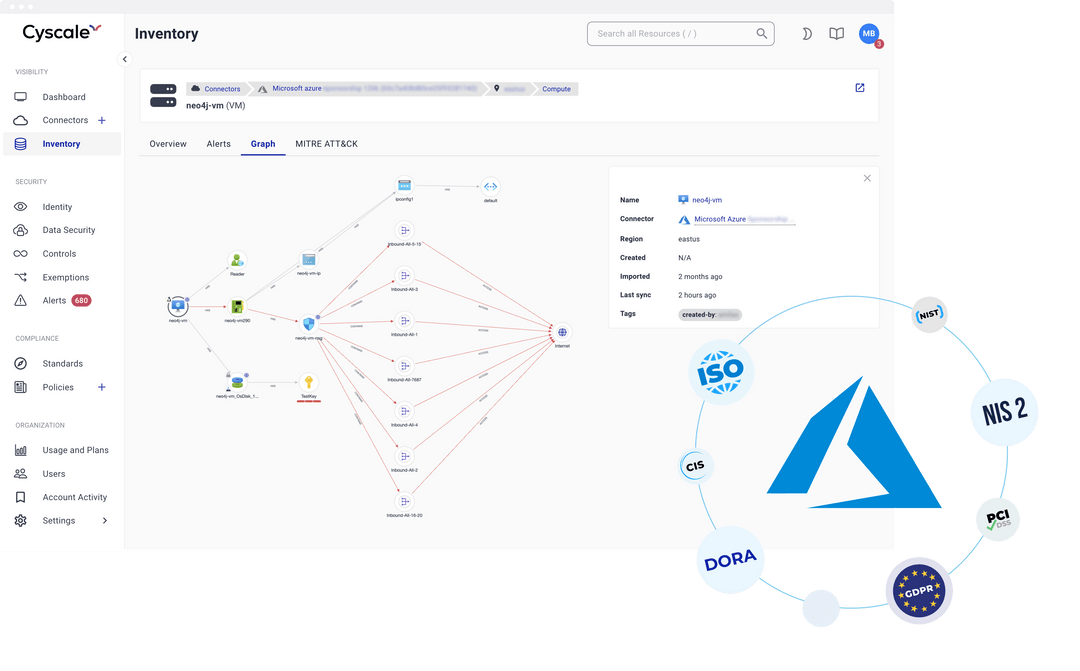 Cyscale
Inventory
Search all Resources ( / )
MB
3
VISIBILITY
Dashboard
Connectors +
Inventory
SECURITY
Identity
Data Security
Controls
Exemptions
Alerts 680
COMPLIANCE
Standards
Policies +
ORGANIZATION
Usage and Plans
Users
Account Activity
Settings
Connectors Microsoft azure eastus Compute
neo4j-vm (VM)
Overview Alerts Graph MITRE ATT&CK
ipconfig1
default
Inbound-All-5-15
Reader
neo4j-vm-ip
Inbound-All-3
neo4j-vm
neo4j-vm290
neo4j-vm-nsg
Inbound-All-1
Internet
Inbound-All-7687
neo4j-vm_OsDisk_1...
TestKey
Inbound-All-4
Inbound-All-2
Inbound-All-16-20
Name neo4j-vm
Connector Microsoft Azure
Region eastus
Created N/A
Imported 2 months ago
Last sync 2 hours ago
Tags created-by:
NIST
ISO
NIS 2
CIS
PCI
DSS
DORA
GDPR